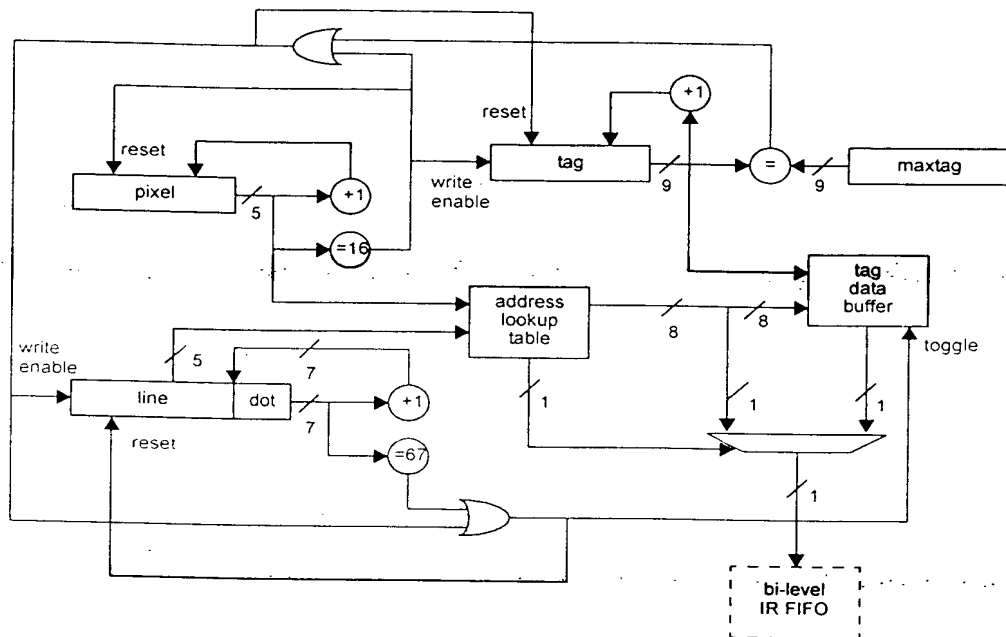 reset
+1
reset
tag
9
=
9
maxtag
write
enable
pixel
5
+1
=16
address
lookup
table
8
8
tag
data
buffer
toggle
write
enable
5
7
line
dot
7
+1
reset
=67
1
1
1
1
bi-level
IR FIFO